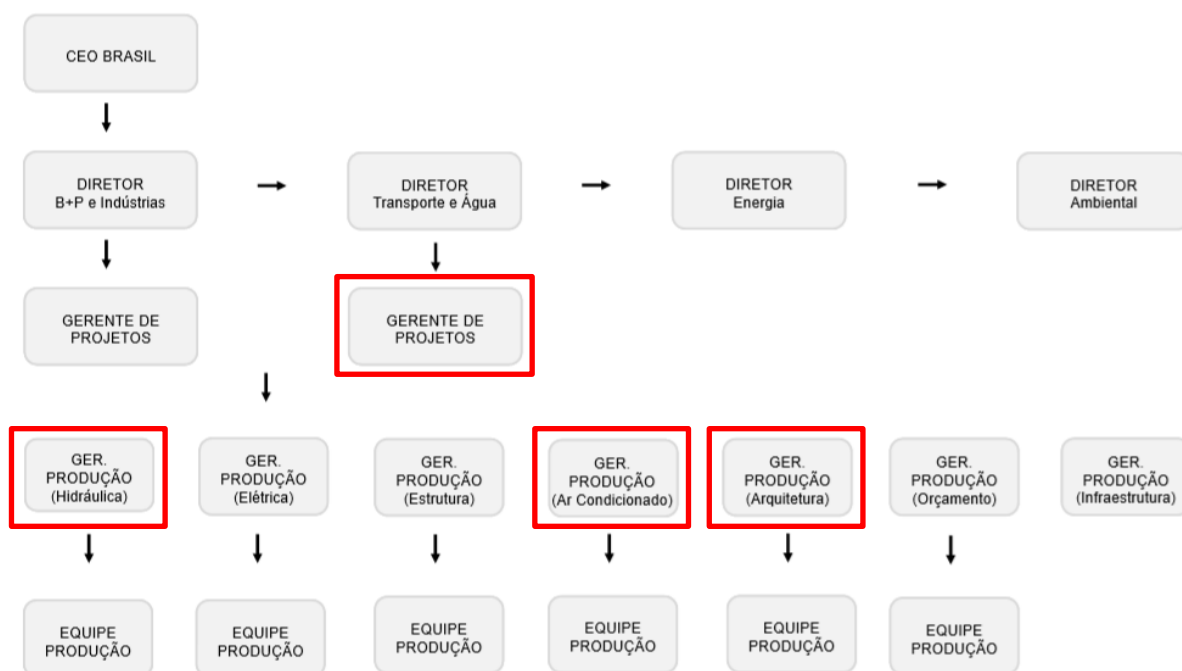 CEO BRASIL
DIRETOR
B+P e Indústrias
DIRETOR
Transporte e Água
DIRETOR
Energia
DIRETOR
Ambiental
GERENTE DE
PROJETOS
GERENTE DE
PROJETOS
GER.
PRODUÇÃO
(Hidráulica)
GER.
PRODUÇÃO
(Elétrica)
GER.
PRODUÇÃO
(Estrutura)
GER.
PRODUÇÃO
(Ar Condicionado)
GER.
PRODUÇÃO
(Arquitetura)
GER.
PRODUÇÃO
(Orçamento)
GER.
PRODUÇÃO
(Infraestrutura)
EQUIPE
PRODUÇÃO
EQUIPE
PRODUÇÃO
EQUIPE
PRODUÇÃO
EQUIPE
PRODUÇÃO
EQUIPE
PRODUÇÃO
EQUIPE
PRODUÇÃO